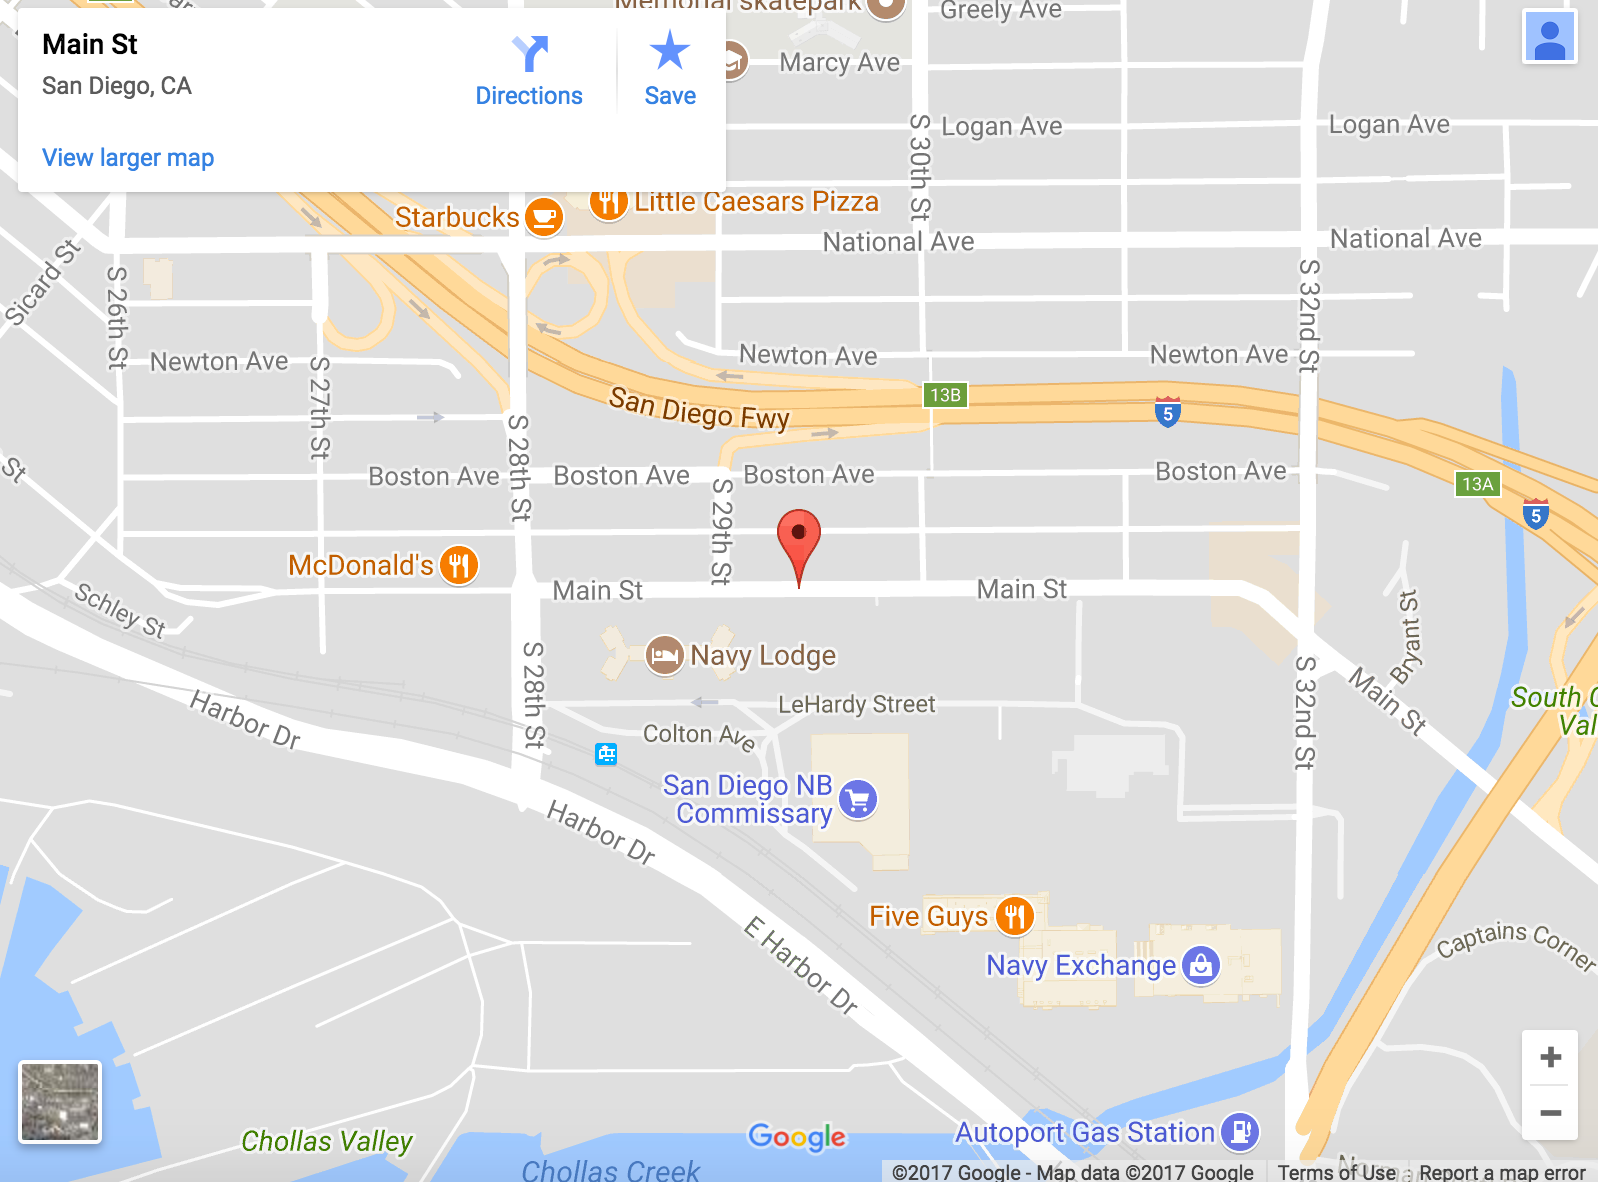 Memorial skatepark
Greely Ave
Main St
San Diego, CA
Directions
Save
View larger map
Marcy Ave
Logan Ave
Logan Ave
S 30th St
Starbucks
Little Caesars Pizza
National Ave
National Ave
Sicard St
S 26th St
S 32nd St
Newton Ave
Newton Ave
Newton Ave
S 27th St
San Diego Fwy
13B
5
S 28th St
St
Boston Ave
Boston Ave
Boston Ave
Boston Ave
13A
5
S 29th St
McDonald's
Main St
Main St
Schley St
Bryant St
Navy Lodge
S 28th St
S 32nd St
Main St
South C
Val
Harbor Dr
LeHardy Street
Colton Ave
San Diego NB
Commissary
Harbor Dr
Five Guys
E Harbor Dr
Navy Exchange
Captains Corner
+
−
Chollas Valley
Google
Autoport Gas Station
Chollas Creek
©2017 Google - Map data ©2017 Google
Terms of Use
Report a map error